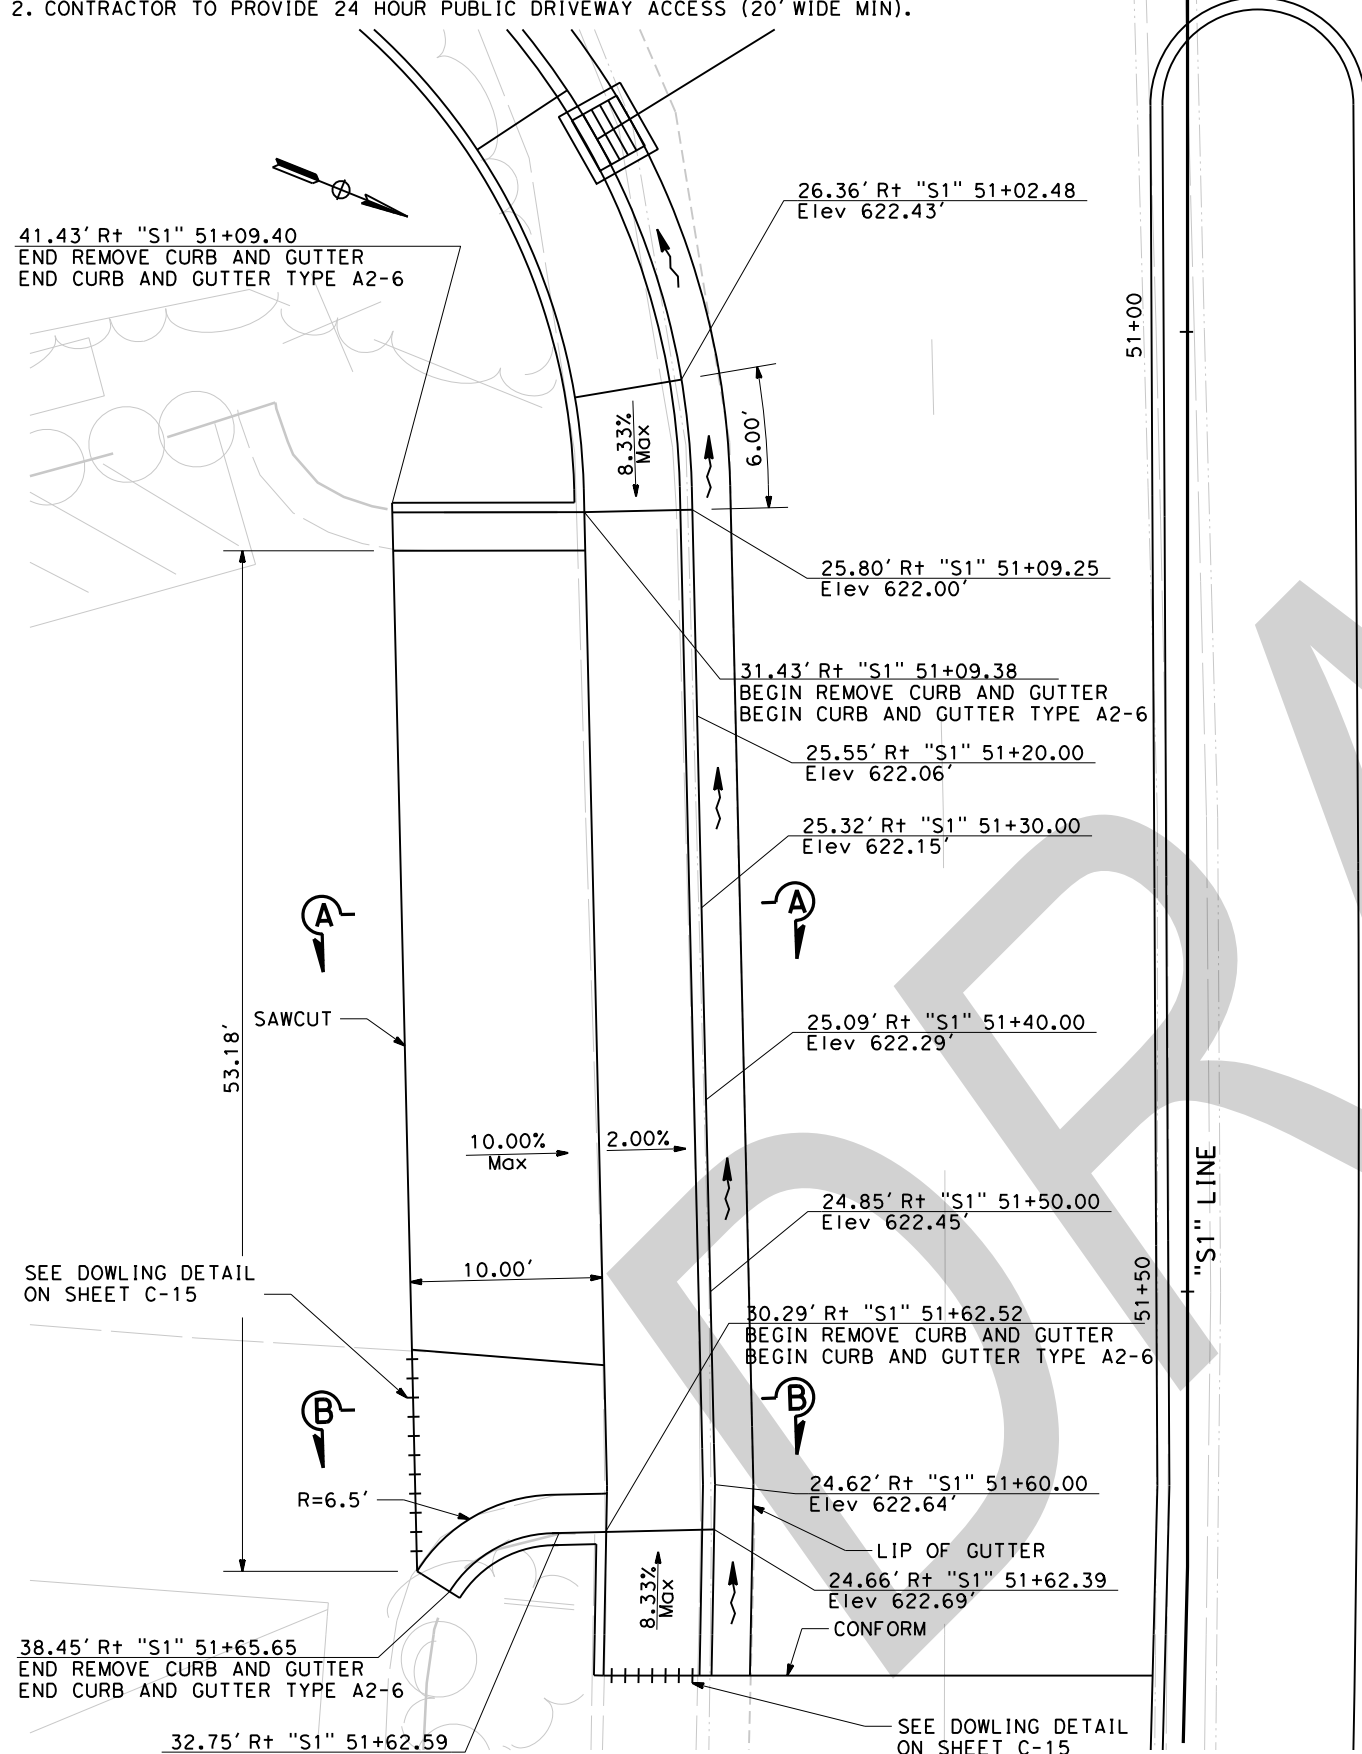 2. CONTRACTOR TO PROVIDE 24 HOUR PUBLIC DRIVEWAY ACCESS (20' WIDE MIN).
26.36' Rt "S1" 51+02.48
Elev 622.43'
41.43' Rt "S1" 51+09.40
END REMOVE CURB AND GUTTER
END CURB AND GUTTER TYPE A2-6
51+00
8.33%
Max
6.00'
25.80' Rt "S1" 51+09.25
Elev 622.00'
31.43' Rt "S1" 51+09.38
BEGIN REMOVE CURB AND GUTTER
BEGIN CURB AND GUTTER TYPE A2-6
25.55' Rt "S1" 51+20.00
Elev 622.06'
25.32' Rt "S1" 51+30.00
Elev 622.15'
A
A
SAWCUT
53.18'
25.09' Rt "S1" 51+40.00
Elev 622.29'
10.00%
Max
2.00%
24.85' Rt "S1" 51+50.00
Elev 622.45'
"S1" LINE
SEE DOWLING DETAIL
ON SHEET C-15
10.00'
51+50
30.29' Rt "S1" 51+62.52
BEGIN REMOVE CURB AND GUTTER
BEGIN CURB AND GUTTER TYPE A2-6
B
B
R=6.5'
24.62' Rt "S1" 51+60.00
Elev 622.64'
LIP OF GUTTER
24.66' Rt "S1" 51+62.39
Elev 622.69'
8.33%
Max
CONFORM
38.45' Rt "S1" 51+65.65
END REMOVE CURB AND GUTTER
END CURB AND GUTTER TYPE A2-6
32.75' Rt "S1" 51+62.59
SEE DOWLING DETAIL
ON SHEET C-15
DR